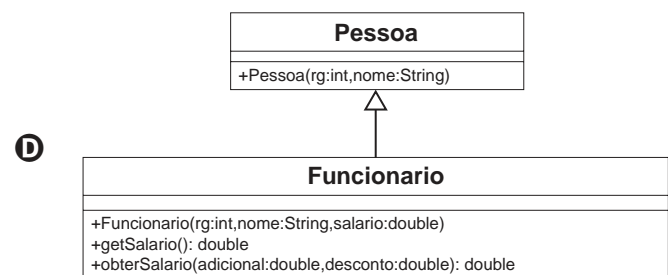 Pessoa
+Pessoa(rg:int,nome:String)
D
Funcionario
+Funcionario(rg:int,nome:String,salario:double)
+getSalario(): double
+obterSalario(adicional:double,desconto:double): double